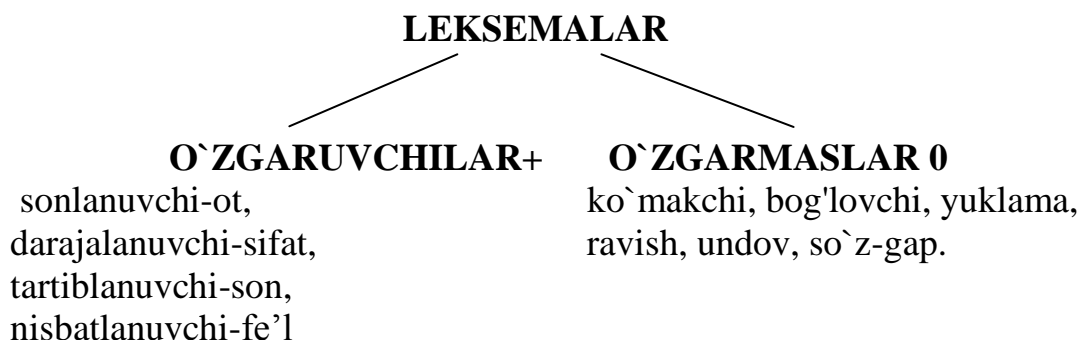 LEKSEMALAR
O`ZGARUVCHILAR+ O`ZGARMASLAR 0
sonlanuvchi-ot, ko`makchi, bog'lovchi, yuklama,
darajalanuvchi-sifat, ravish, undov, so`z-gap.
tartiblanuvchi-son,
nisbatlanuvchi-fe’l